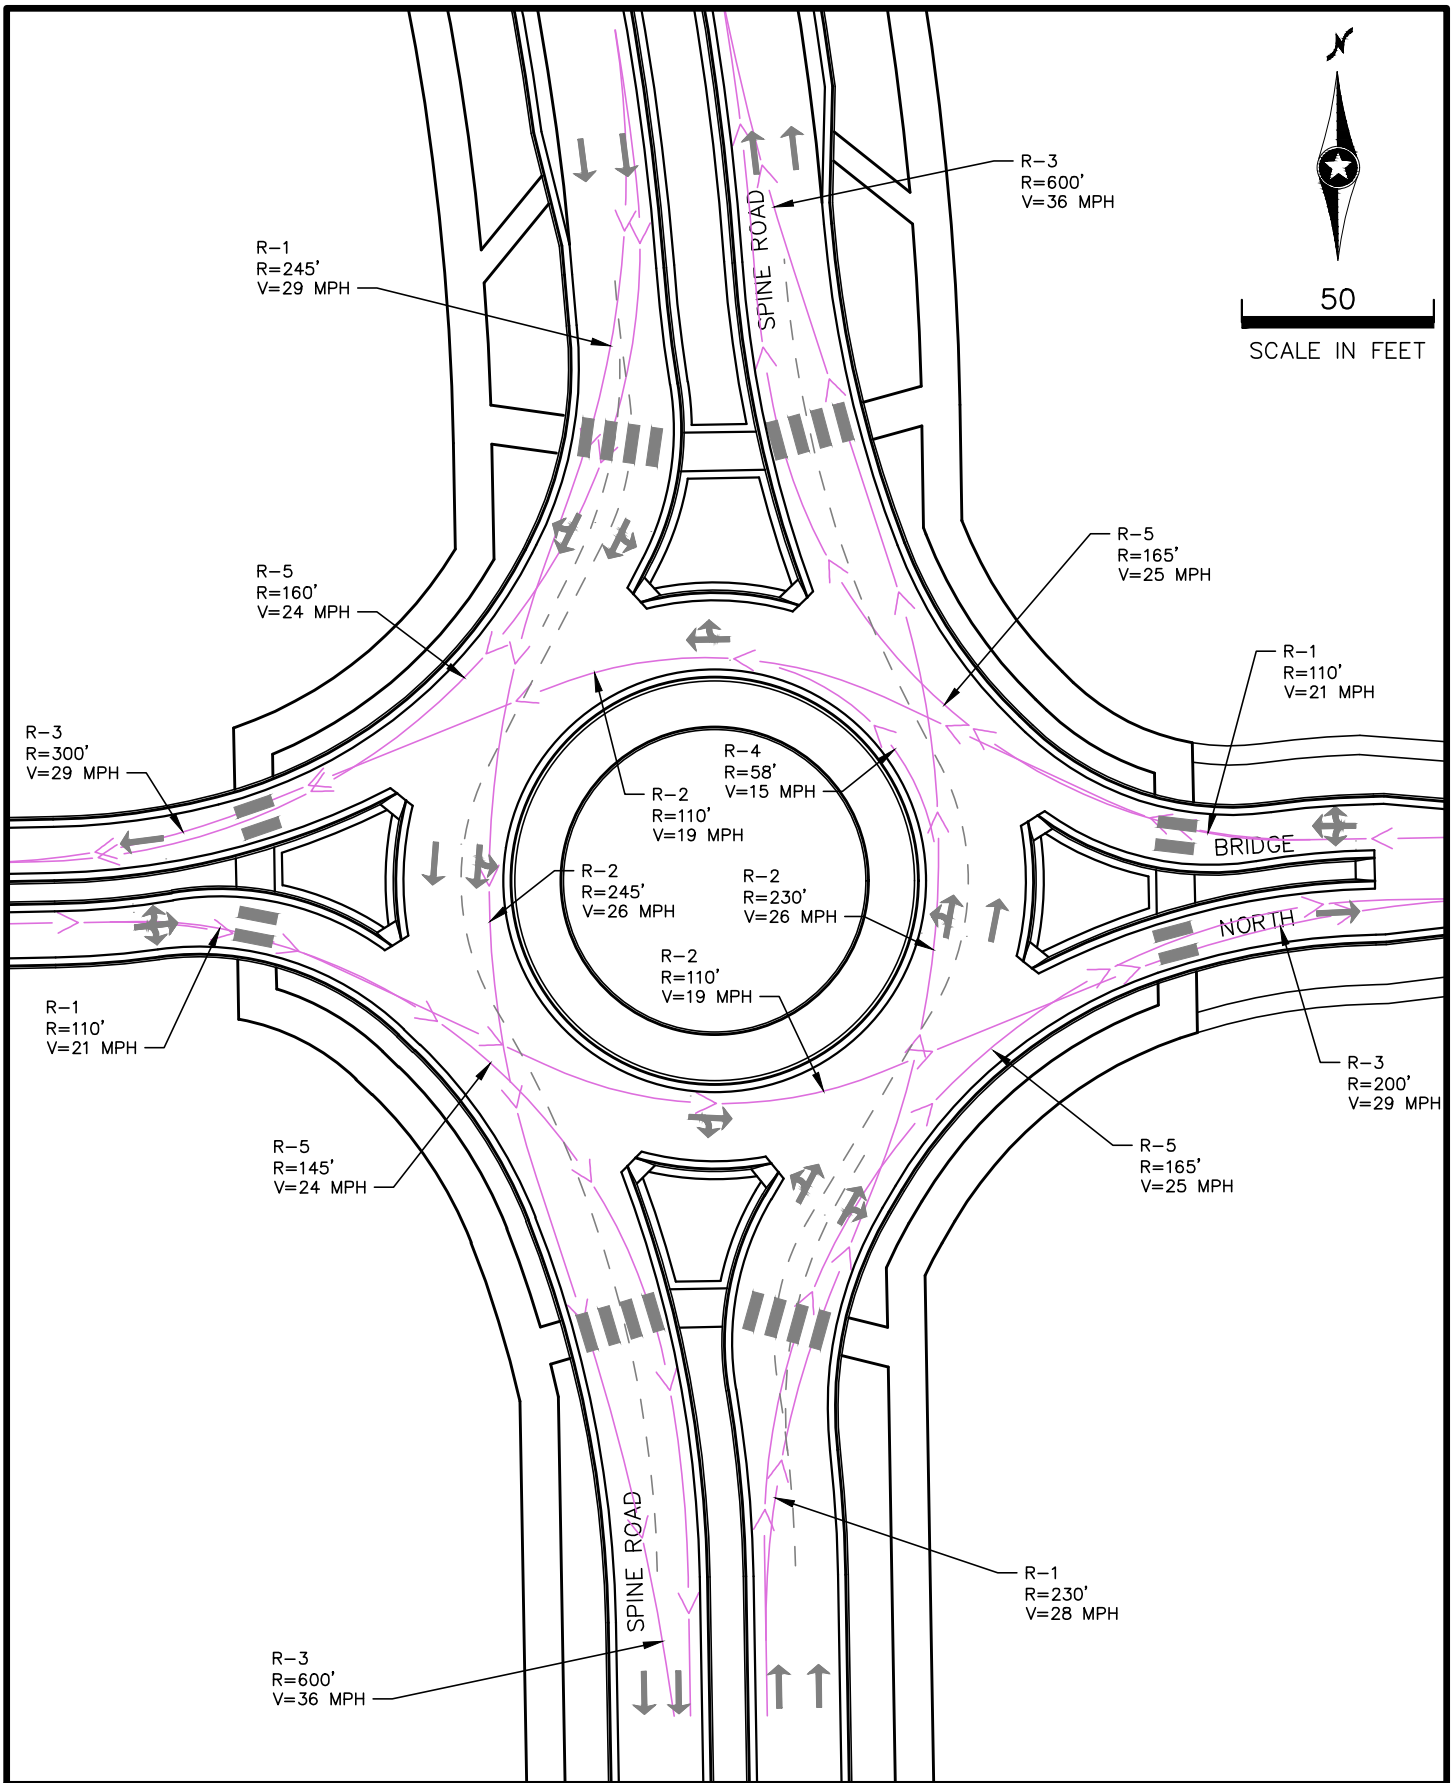 N
R-3
R=600'
V=36 MPH
SPINE ROAD
R-1
R=245'
V=29 MPH
50
SCALE IN FEET
R-5
R=165'
V=25 MPH
R-5
R=160'
V=24 MPH
R-1
R=110'
V=21 MPH
R-3
R=300'
V=29 MPH
R-4
R=58'
V=15 MPH
R-2
R=110'
V=19 MPH
BRIDGE
R-2
R=245'
V=26 MPH
R-2
R=230'
V=26 MPH
NORTH
R-2
R=110'
V=19 MPH
R-1
R=110'
V=21 MPH
R-3
R=200'
V=29 MPH
R-5
R=145'
V=24 MPH
R-5
R=165'
V=25 MPH
SPINE ROAD
R-1
R=230'
V=28 MPH
R-3
R=600'
V=36 MPH